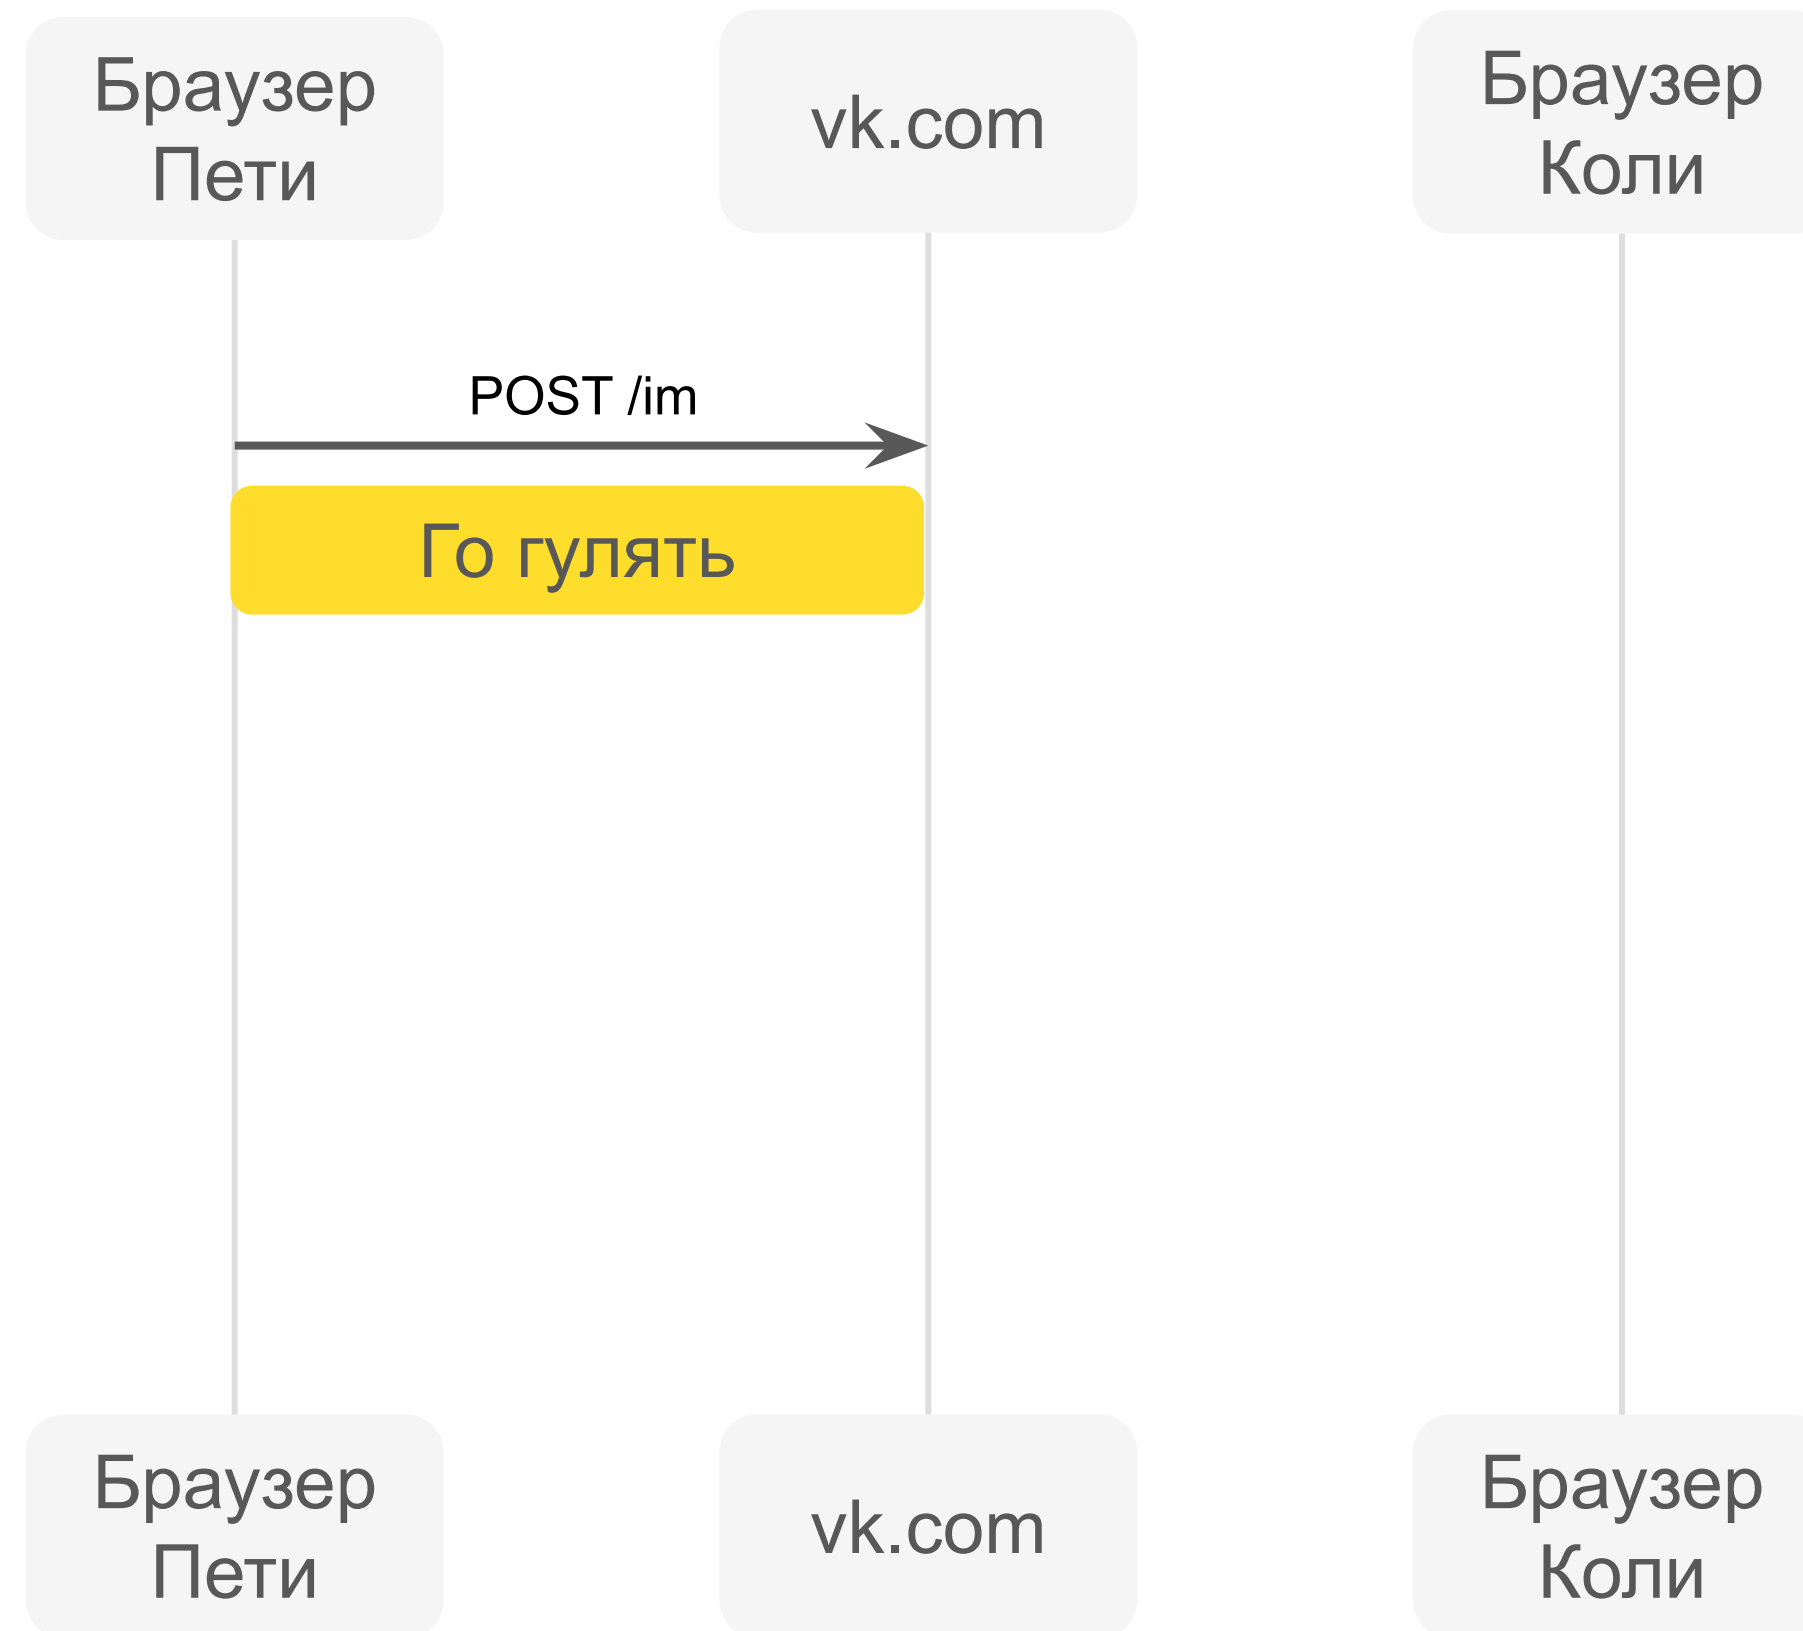 Браузер
Пети
vk.com
Браузер
Коли
POST /im
Го гулять
Браузер
Пети
vk.com
Браузер
Коли